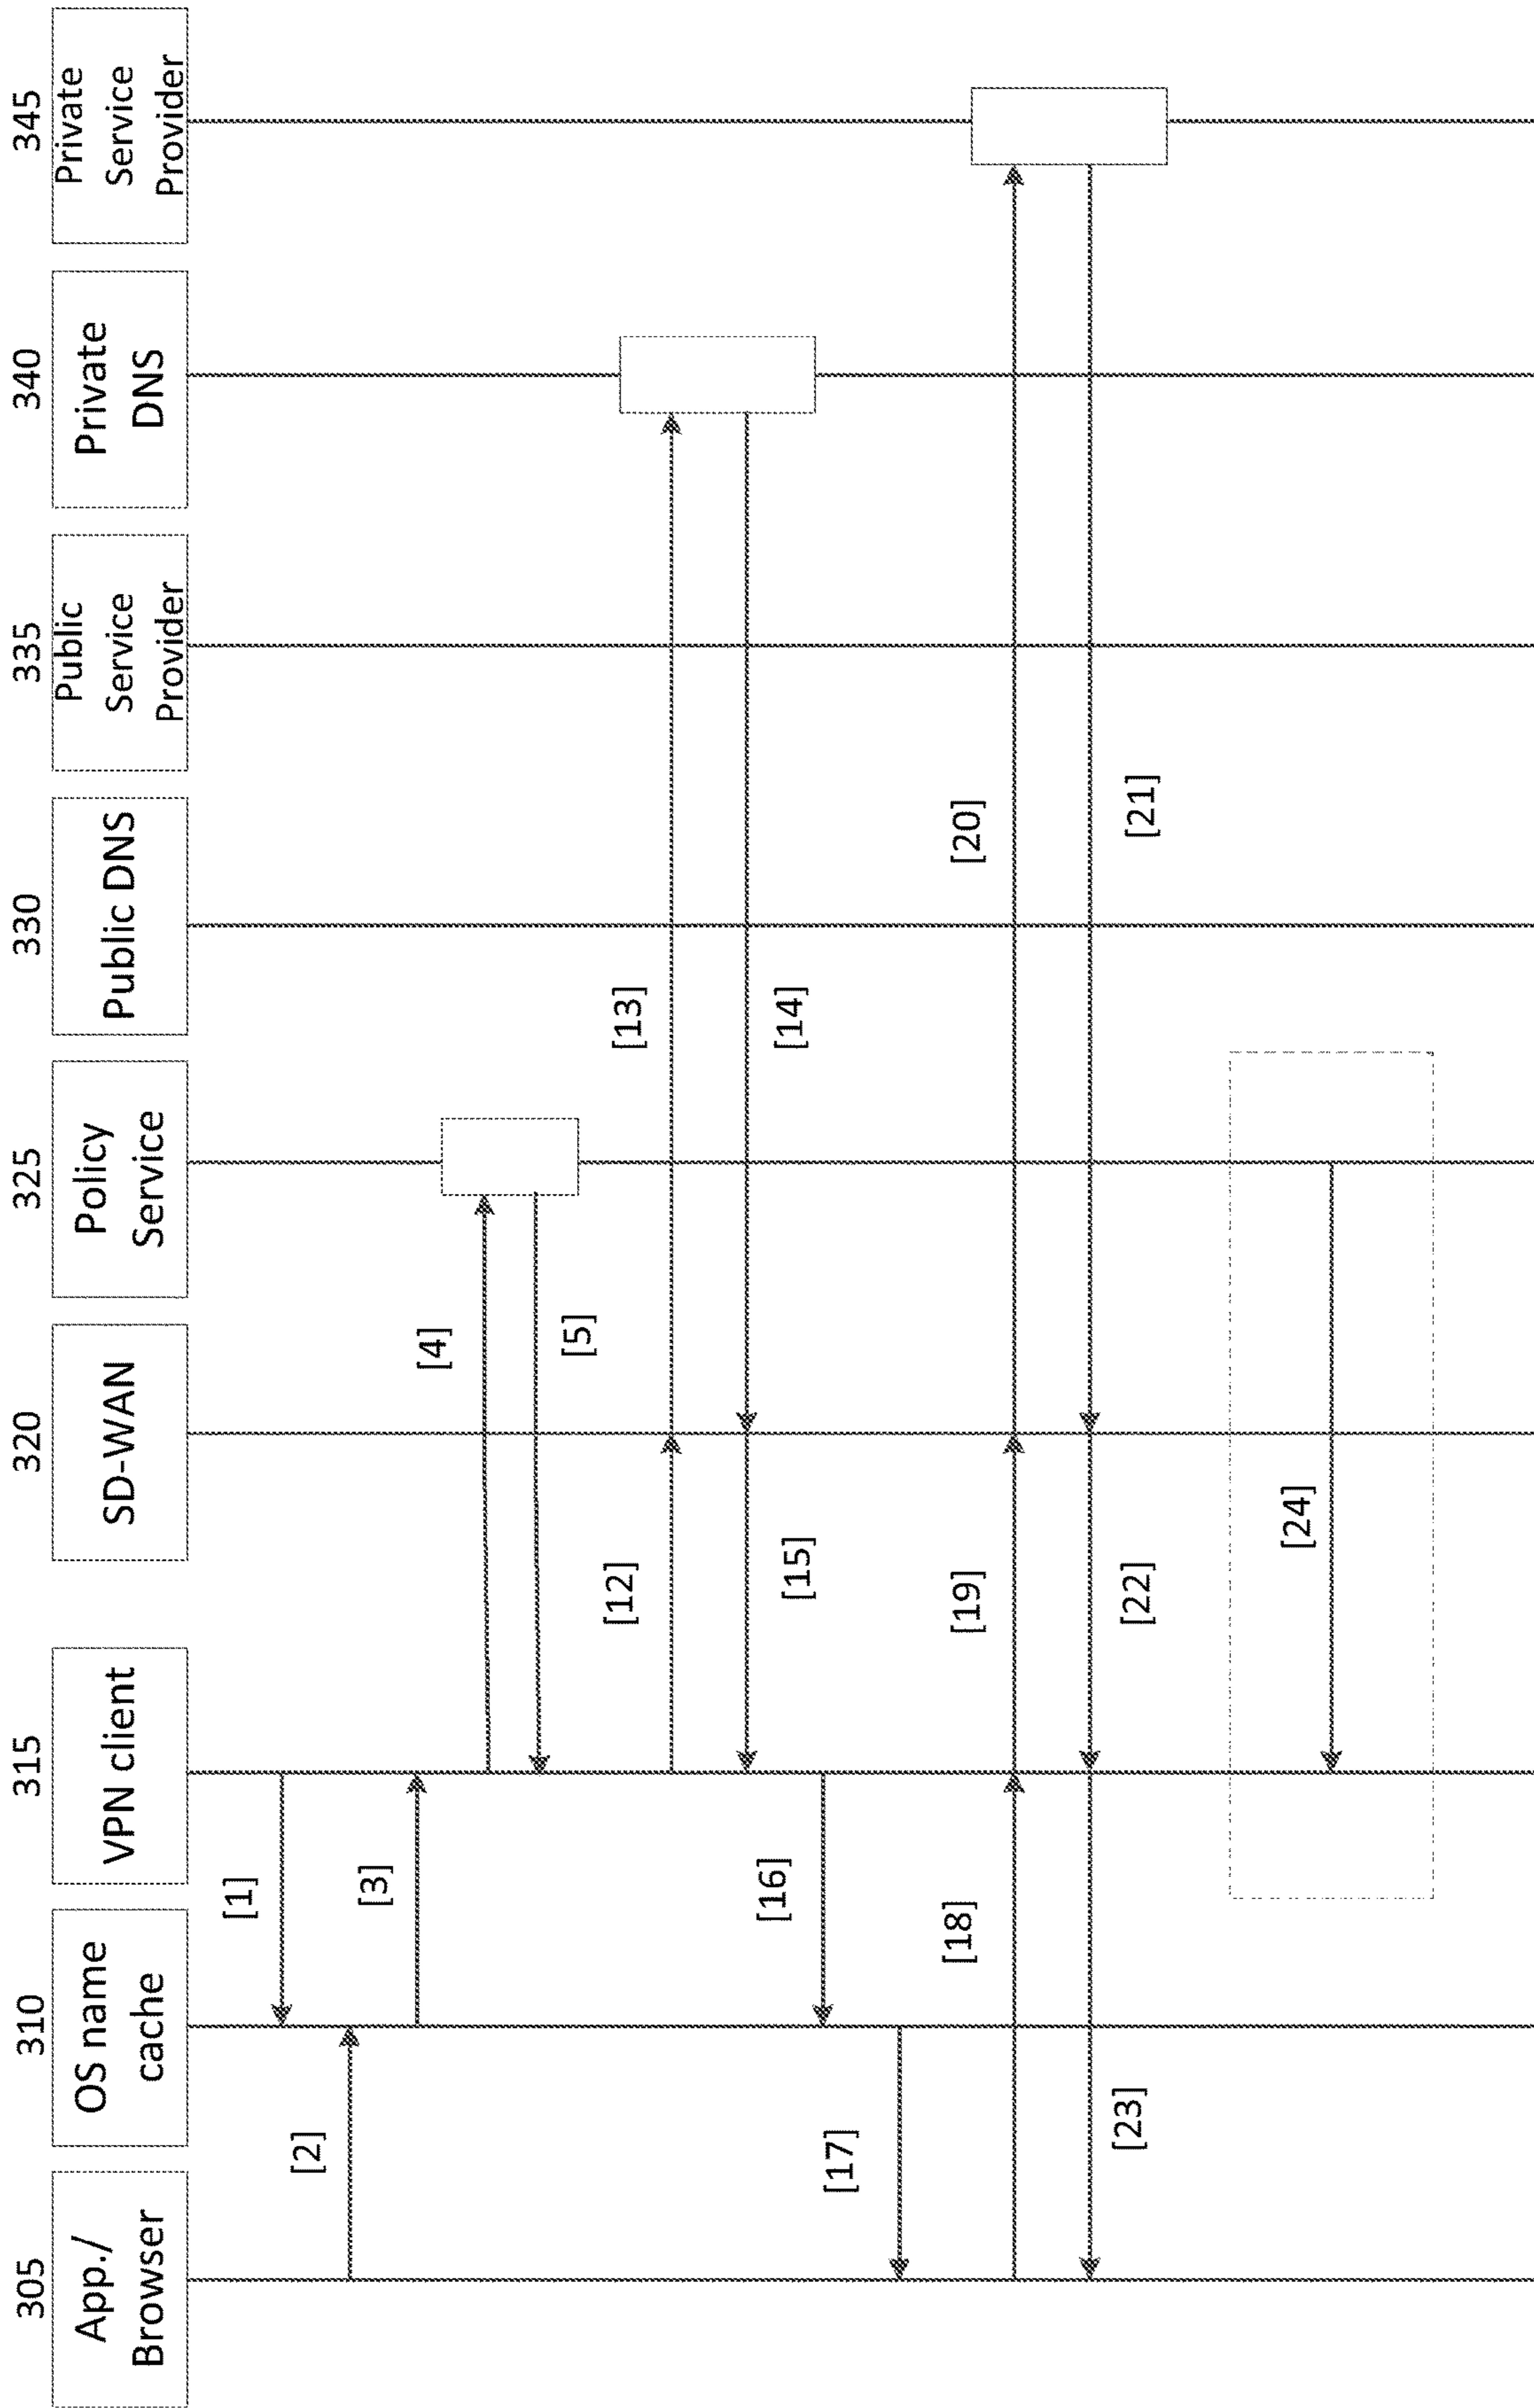 305
App./
Browser
310
OS name
cache
315
VPN client
320
SD-WAN
325
Policy
Service
330
Public DNS
335
Public
Service
Provider
340
Private
DNS
345
Private
Service
Provider
[1]
[2]
[3]
[4]
[5]
[12]
[13]
[14]
[15]
[16]
[17]
[18]
[19]
[20]
[21]
[22]
[23]
[24]